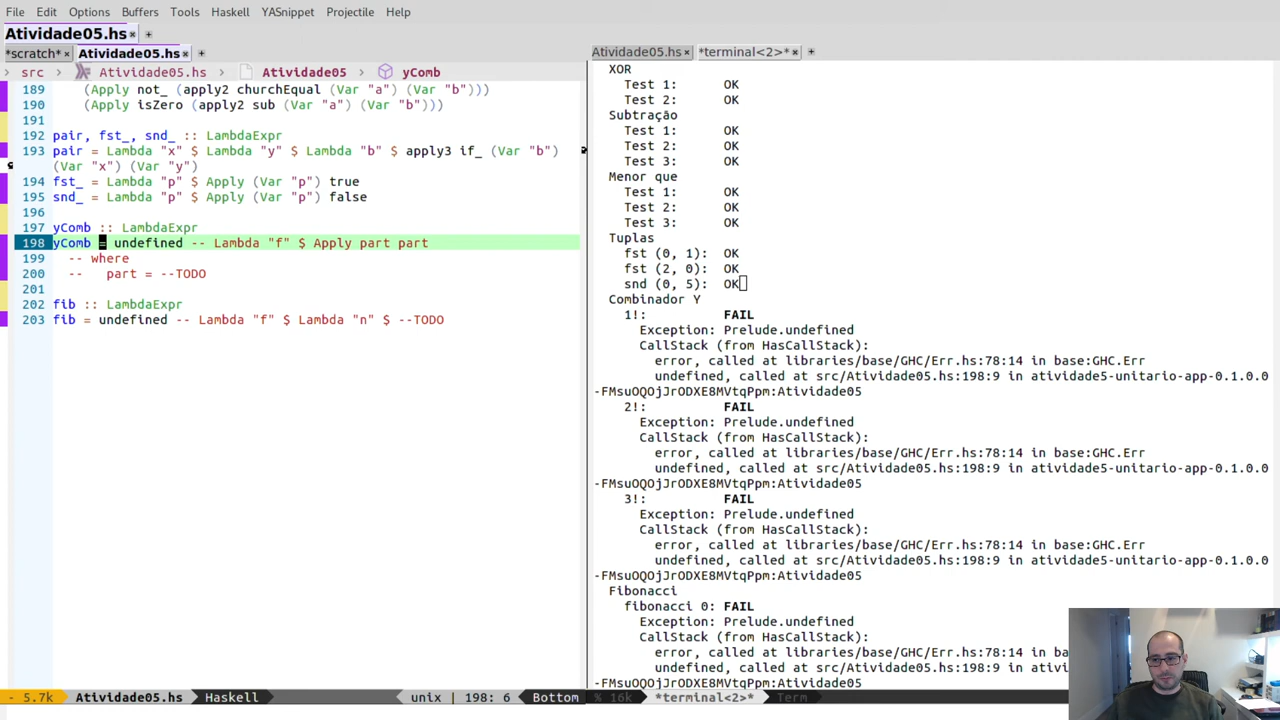 File Edit Options Buffers Tools Haskell YASnippet Projectile Help
Atividade05.hs × +
*scratch* × Atividade05.hs × +
› src › Atividade05.hs › Atividade05 › yComb
189 (Apply not_ (apply2 churchEqual (Var "a") (Var "b")))
190 (Apply isZero (apply2 sub (Var "a") (Var "b")))
191
192 pair, fst_, snd_ :: LambdaExpr
193 pair = Lambda "x" $ Lambda "y" $ Lambda "b" $ apply3 if_ (Var "b")
(Var "x") (Var "y")
194 fst_ = Lambda "p" $ Apply (Var "p") true
195 snd_ = Lambda "p" $ Apply (Var "p") false
196
197 yComb :: LambdaExpr
198 yComb = undefined -- Lambda "f" $ Apply part part
199 -- where
200 --   part = --TODO
201
202 fib :: LambdaExpr
203 fib = undefined -- Lambda "f" $ Lambda "n" $ --TODO
- 5.7k Atividade05.hs Haskell unix | 198: 6 Bottom
Atividade05.hs × *terminal<2>* × +
XOR
Test 1: OK
Test 2: OK
Subtração
Test 1: OK
Test 2: OK
Test 3: OK
Menor que
Test 1: OK
Test 2: OK
Test 3: OK
Tuplas
fst (0, 1): OK
fst (2, 0): OK
snd (0, 5): OK
Combinador Y
1!: FAIL
Exception: Prelude.undefined
CallStack (from HasCallStack):
error, called at libraries/base/GHC/Err.hs:78:14 in base:GHC.Err
undefined, called at src/Atividade05.hs:198:9 in atividade5-unitario-app-0.1.0.0
-FMsuOQOjJrODXE8MVtqPpm:Atividade05
2!: FAIL
Exception: Prelude.undefined
CallStack (from HasCallStack):
error, called at libraries/base/GHC/Err.hs:78:14 in base:GHC.Err
undefined, called at src/Atividade05.hs:198:9 in atividade5-unitario-app-0.1.0.0
-FMsuOQOjJrODXE8MVtqPpm:Atividade05
3!: FAIL
Exception: Prelude.undefined
CallStack (from HasCallStack):
error, called at libraries/base/GHC/Err.hs:78:14 in base:GHC.Err
undefined, called at src/Atividade05.hs:198:9 in atividade5-unitario-app-0.1.0.0
-FMsuOQOjJrODXE8MVtqPpm:Atividade05
Fibonacci
fibonacci 0: FAIL
Exception: Prelude.undefined
CallStack (from HasCallStack):
error, called at libraries/base/GHC/Err.hs:78:14 in ba
undefined, called at src/Atividade05.hs:198:9 in ativi
-FMsuOQOjJrODXE8MVtqPpm:Atividade05
% 16k *terminal<2>* Term